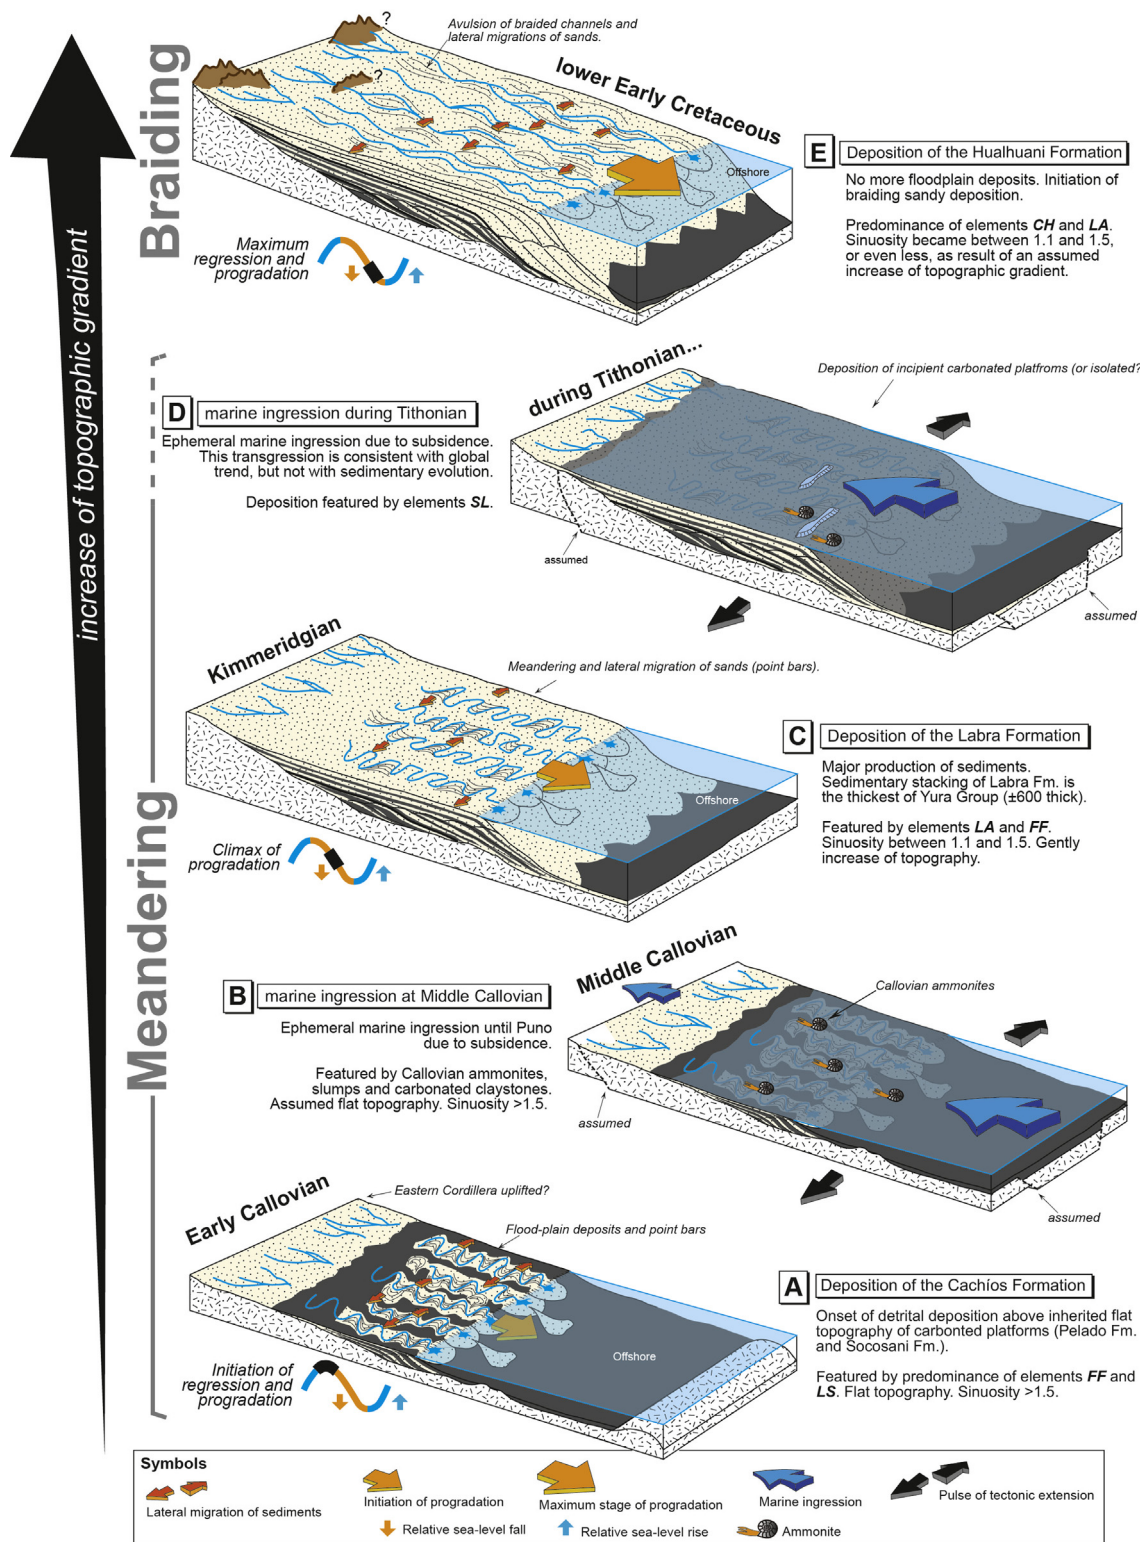 Braiding
Meandering
increase of topographic gradient
?
?
Avulsion of braided channels and
lateral migrations of sands.
lower Early Cretaceous
Offshore
Maximum
regression and
progradation
E
Deposition of the Hualhuani Formation
No more floodplain deposits. Initiation of
braiding sandy deposition.
Predominance of elements CH and LA.
Sinuosity became between 1.1 and 1.5,
or even less, as result of an assumed
increase of topographic gradient.
during Tithonian...
Deposition of incipient carbonated platfroms (or isolated?
D
marine ingression during Tithonian
Ephemeral marine ingression due to subsidence.
This transgression is consistent with global
trend, but not with sedimentary evolution.
Deposition featured by elements SL.
assumed
assumed
Kimmeridgian
Meandering and lateral migration of sands (point bars).
Offshore
Climax of
progradation
C
Deposition of the Labra Formation
Major production of sediments.
Sedimentary stacking of Labra Fm. is
the thickest of Yura Group (±600 thick).
Featured by elements LA and FF.
Sinuosity between 1.1 and 1.5. Gently
increase of topography.
Middle Callovian
Callovian ammonites
B
marine ingression at Middle Callovian
Ephemeral marine ingression until Puno
due to subsidence.
Featured by Callovian ammonites,
slumps and carbonated claystones.
Assumed flat topography. Sinuosity >1.5.
assumed
assumed
Early Callovian
Eastern Cordillera uplifted?
Flood-plain deposits and point bars
Offshore
Initiation of
regression and
progradation
A
Deposition of the Cachíos Formation
Onset of detrital deposition above inherited flat
topography of carbonted platforms (Pelado Fm.
and Socosani Fm.).
Featured by predominance of elements FF and
LS. Flat topography. Sinuosity >1.5.
Symbols
Lateral migration of sediments
Initiation of progradation
Maximum stage of progradation
Marine ingression
Pulse of tectonic extension
Relative sea-level fall
Relative sea-level rise
Ammonite